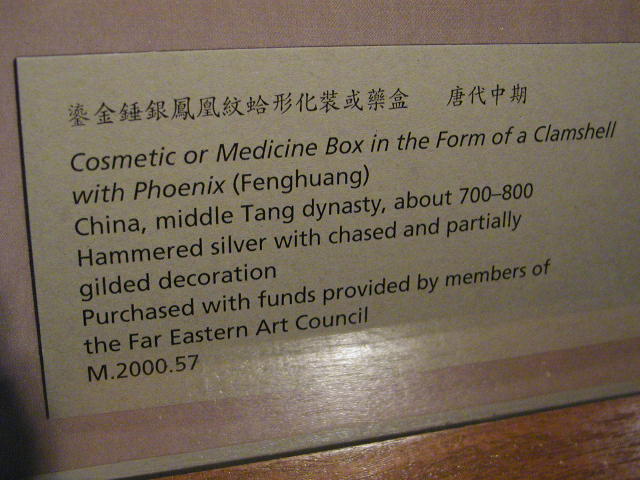 鎏金錘銀鳳凰紋蛤形化裝或藥盒 唐代中期
Cosmetic or Medicine Box in the Form of a Clamshell
with Phoenix (Fenghuang)
China, middle Tang dynasty, about 700–800
Hammered silver with chased and partially
gilded decoration
Purchased with funds provided by members of
the Far Eastern Art Council
M.2000.57